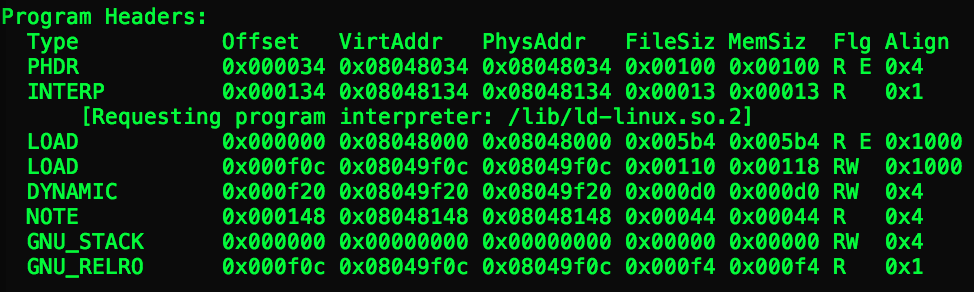 Program Headers:
  Type           Offset   VirtAddr   PhysAddr   FileSiz MemSiz  Flg Align
  PHDR           0x000034 0x08048034 0x08048034 0x00100 0x00100 R E 0x4
  INTERP         0x000134 0x08048134 0x08048134 0x00013 0x00013 R   0x1
      [Requesting program interpreter: /lib/ld-linux.so.2]
  LOAD           0x000000 0x08048000 0x08048000 0x005b4 0x005b4 R E 0x1000
  LOAD           0x000f0c 0x08049f0c 0x08049f0c 0x00110 0x00118 RW  0x1000
  DYNAMIC        0x000f20 0x08049f20 0x08049f20 0x000d0 0x000d0 RW  0x4
  NOTE           0x000148 0x08048148 0x08048148 0x00044 0x00044 R   0x4
  GNU_STACK      0x000000 0x00000000 0x00000000 0x00000 0x00000 RW  0x4
  GNU_RELRO      0x000f0c 0x08049f0c 0x08049f0c 0x000f4 0x000f4 R   0x1